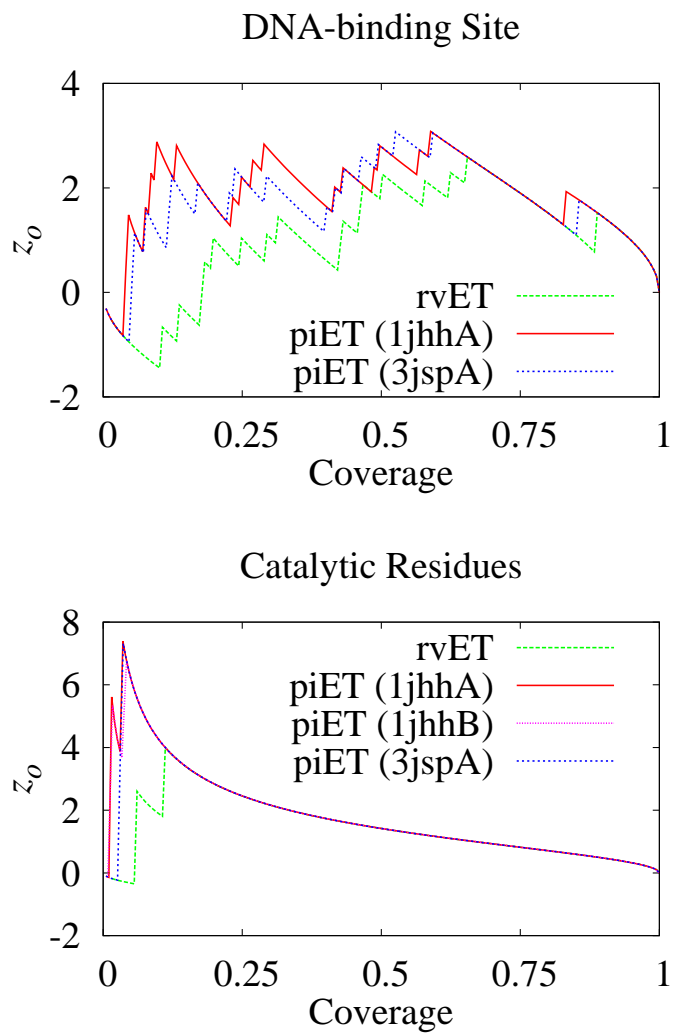 DNA-binding Site
4
2
0
-2
z_o
rvET
piET (1jhhA)
piET (3jspA)
0 0.25 0.5 0.75 1
Coverage
Catalytic Residues
8
6
4
2
0
-2
z_o
rvET
piET (1jhhA)
piET (1jhhB)
piET (3jspA)
0 0.25 0.5 0.75 1
Coverage